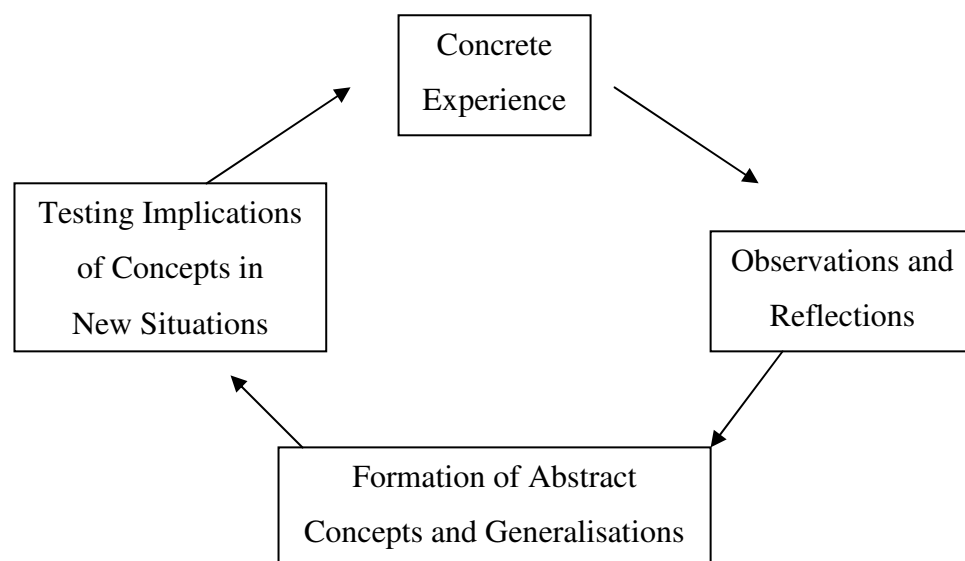 Concrete
Experience
Testing Implications
of Concepts in
New Situations
Observations and
Reflections
Formation of Abstract
Concepts and Generalisations